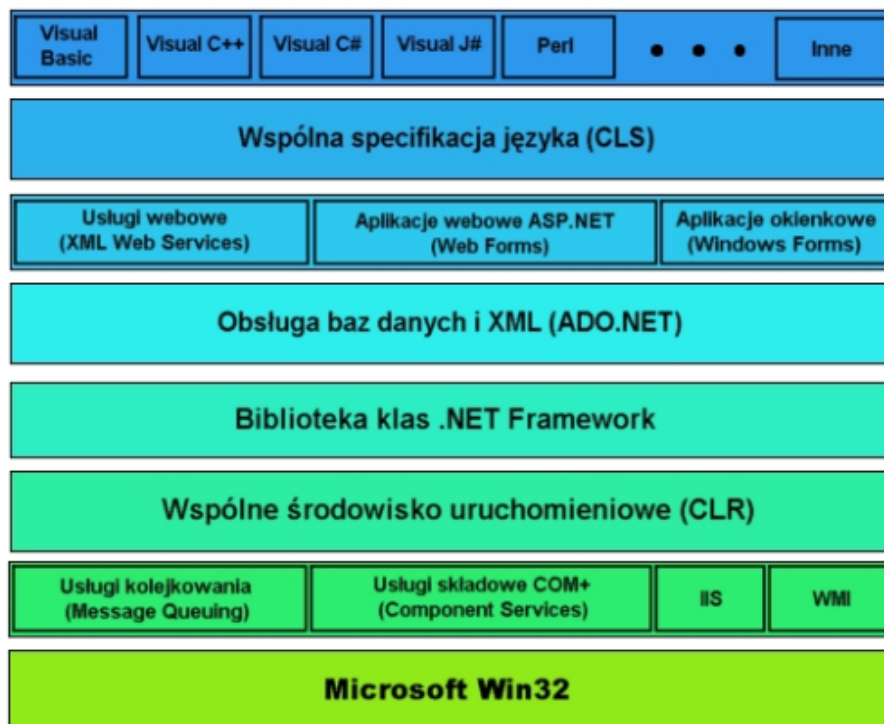 Visual
Basic
Visual C++
Visual C#
Visual J#
Perl
• • •
Inne
Wspólna specifikacja języka (CLS)
Usługi webowe
(XML Web Services)
Aplikacje webowe ASP.NET
(Web Forms)
Aplikacje okienkowe
(Windows Forms)
Obsługa baz danych i XML (ADO.NET)
Biblioteka klas .NET Framework
Wspólne środowisko uruchomieniowe (CLR)
Usługi kolejkowania
(Message Queuing)
Usługi składowe COM+
(Component Services)
IIS
WMI
Microsoft Win32